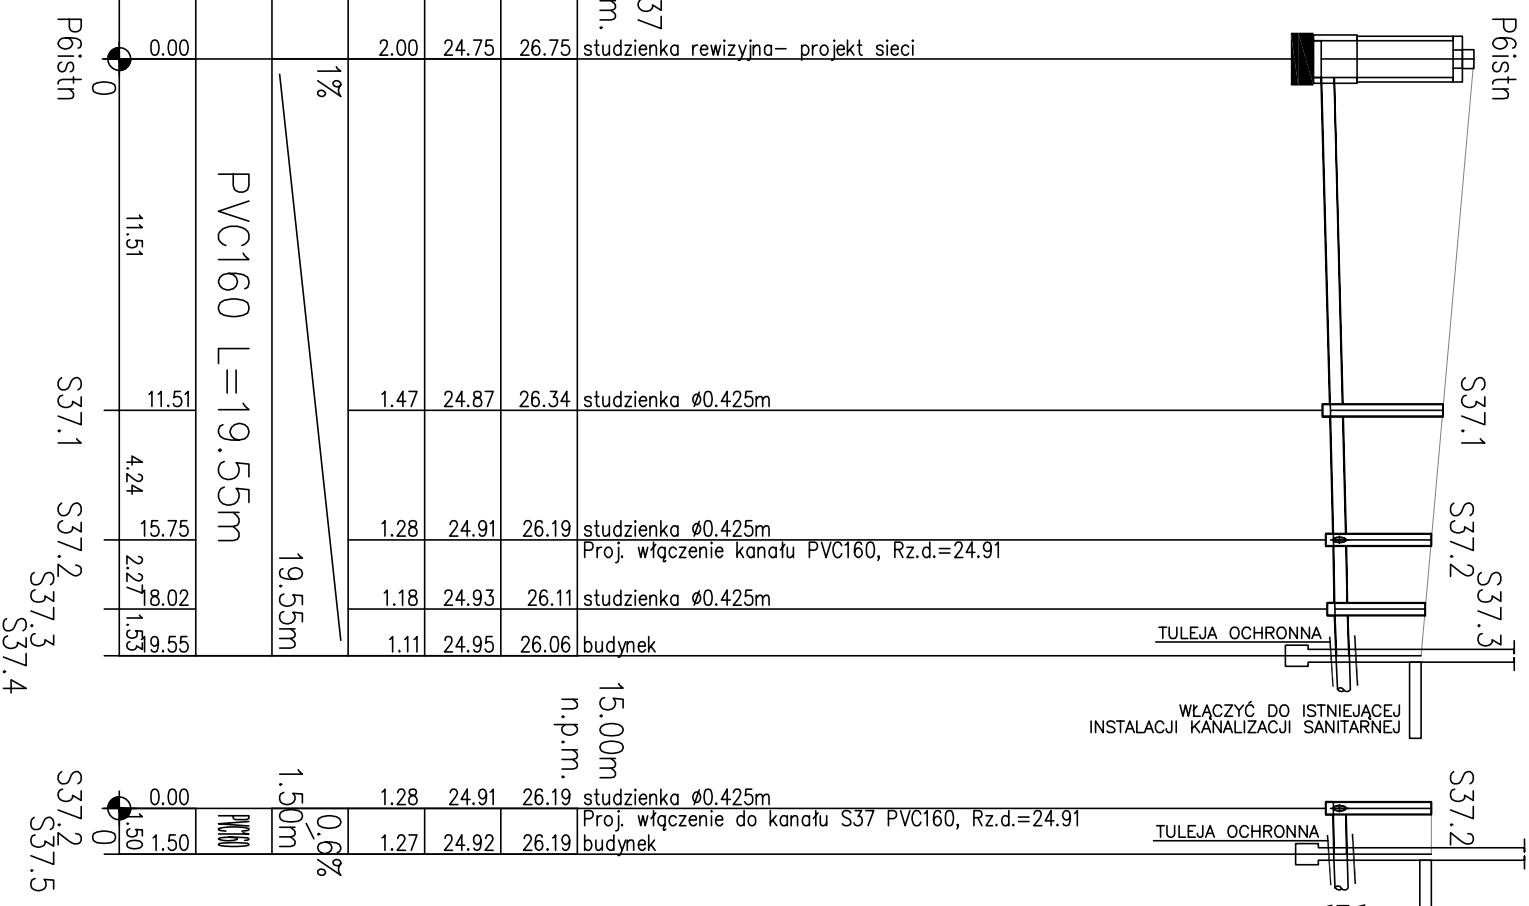 37
m.
P6istn
0.00
2.00 24.75 26.75 studzienka rewizyjna– projekt sieci
P6istn
0
1%
11.51
PVC160 L=19.55m
S37.1
11.51
1.47 24.87 26.34 studzienka ø0.425m
S37.1
4.24
S37.2
15.75
1.28 24.91 26.19 studzienka ø0.425m
Proj. włączenie kanału PVC160, Rz.d.=24.91
S37.2
2.27
19.55m
S37.3
18.02
1.18 24.93 26.11 studzienka ø0.425m
S37.3
1.53
S37.4
19.55
1.11 24.95 26.06 budynek
TULEJA OCHRONNA
WŁĄCZYĆ DO ISTNIEJĄCEJ
INSTALACJI KANALIZACJI SANITARNEJ
15.00m
n.p.m.
S37.2
0.00
1.28 24.91 26.19 studzienka ø0.425m
Proj. włączenie do kanału S37 PVC160, Rz.d.=24.91
S37.2
0
1.50
PVC160
1.50m
0.6%
TULEJA OCHRONNA
S37.5
1.50
1.27 24.92 26.19 budynek